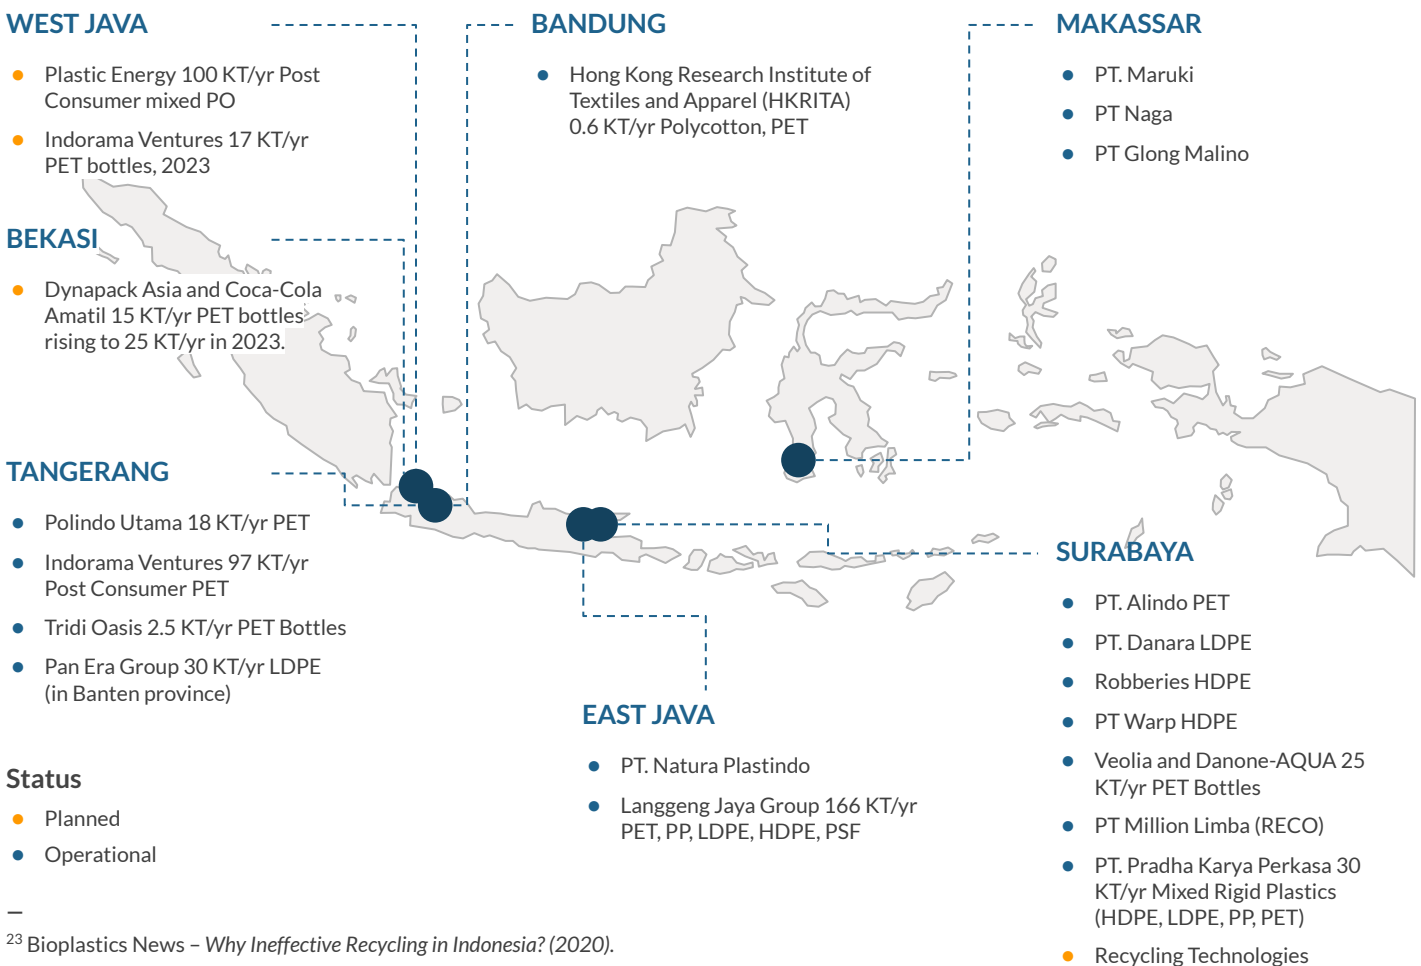 WEST JAVA
Plastic Energy 100 KT/yr Post
Consumer mixed PO
Indorama Ventures 17 KT/yr
PET bottles, 2023
BEKASI
Dynapack Asia and Coca-Cola
Amatil 15 KT/yr PET bottles
rising to 25 KT/yr in 2023.
TANGERANG
Polindo Utama 18 KT/yr PET
Indorama Ventures 97 KT/yr
Post Consumer PET
Tridi Oasis 2.5 KT/yr PET Bottles
Pan Era Group 30 KT/yr LDPE
(in Banten province)
BANDUNG
Hong Kong Research Institute of
Textiles and Apparel (HKRITA)
0.6 KT/yr Polycotton, PET
MAKASSAR
PT. Maruki
PT Naga
PT Glong Malino
EAST JAVA
PT. Natura Plastindo
Langgeng Jaya Group 166 KT/yr
PET, PP, LDPE, HDPE, PSF
SURABAYA
PT. Alindo PET
PT. Danara LDPE
Robberies HDPE
PT Warp HDPE
Veolia and Danone-AQUA 25
KT/yr PET Bottles
PT Million Limba (RECO)
PT. Pradha Karya Perkasa 30
KT/yr Mixed Rigid Plastics
(HDPE, LDPE, PP, PET)
Recycling Technologies
Status
Planned
Operational
23 Bioplastics News – Why Ineffective Recycling in Indonesia? (2020).